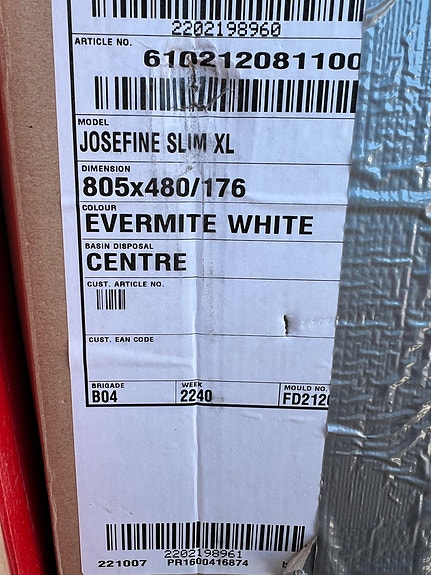 2202198960
ARTICLE NO.
610212081100
MODEL
JOSEFINE SLIM XL
DIMENSION
805x480/176
COLOUR
EVERMITE WHITE
BASIN DISPOSAL
CENTRE
CUST. ARTICLE NO.
CUST. EAN CODE
BRIGADE WEEK MOULD NO.
B04 2240 FD2120
2202198961
221007 PR1600416874